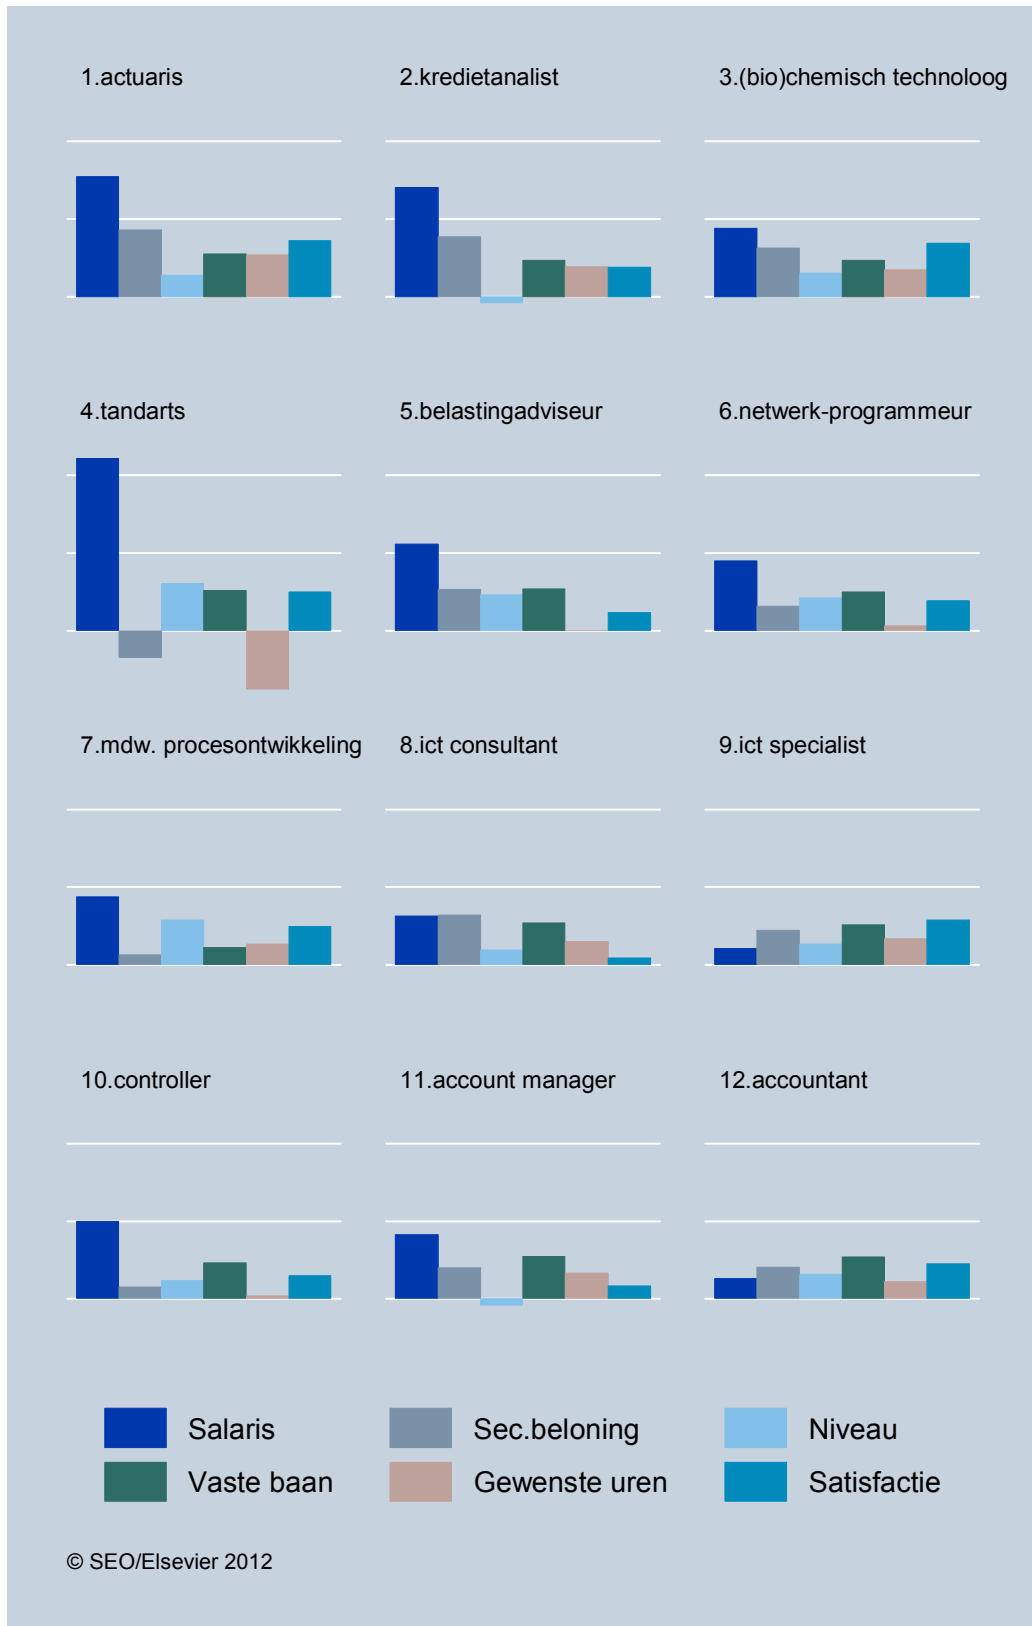 1.actuaris
2.kredietanalist
3.(bio)chemisch technoloog
4.tandarts
5.belastingadviseur
6.netwerk-programmeur
7.mdw. procesontwikkeling
8.ict consultant
9.ict specialist
10.controller
11.account manager
12.accountant
Salaris
Sec.beloning
Niveau
Vaste baan
Gewenste uren
Satisfactie
© SEO/Elsevier 2012